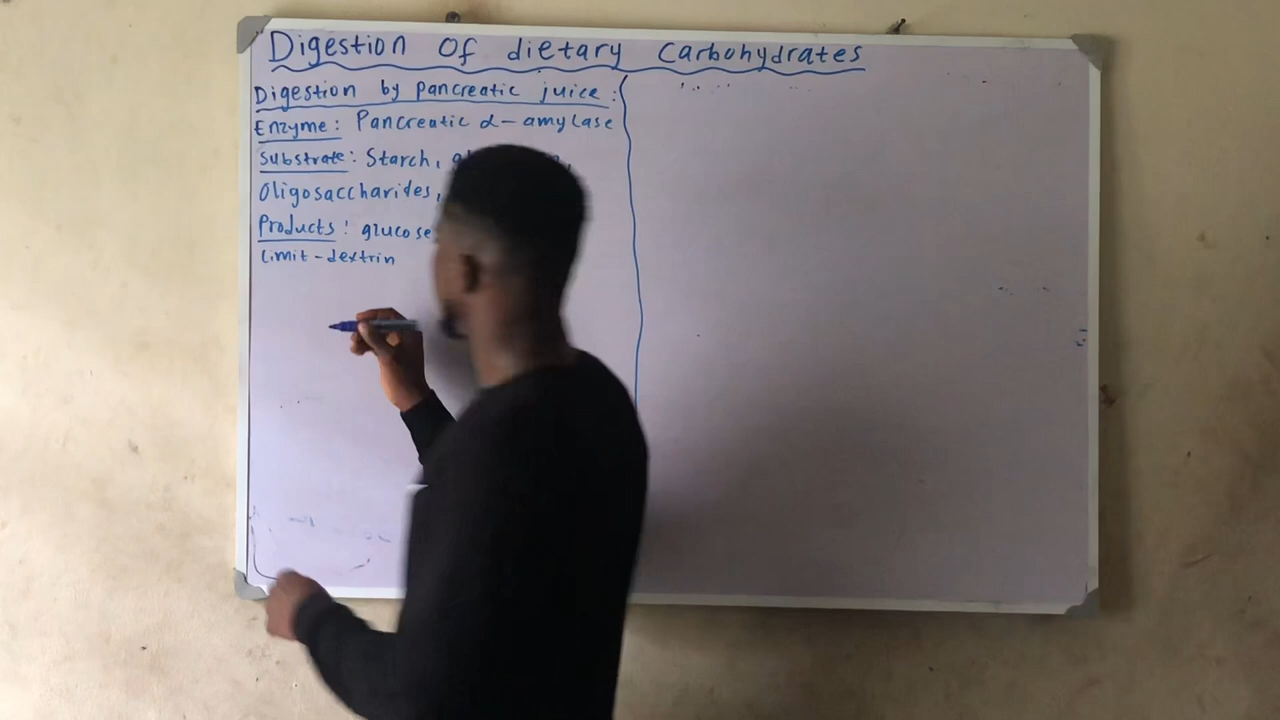 Digestion Of dietary Carbohydrates
Digestion by pancreatic juice:
Enzyme: Pancreatic α-amylase
Substrate: Starch,
Oligosaccharides,
Products: glucose
limit-dextrin